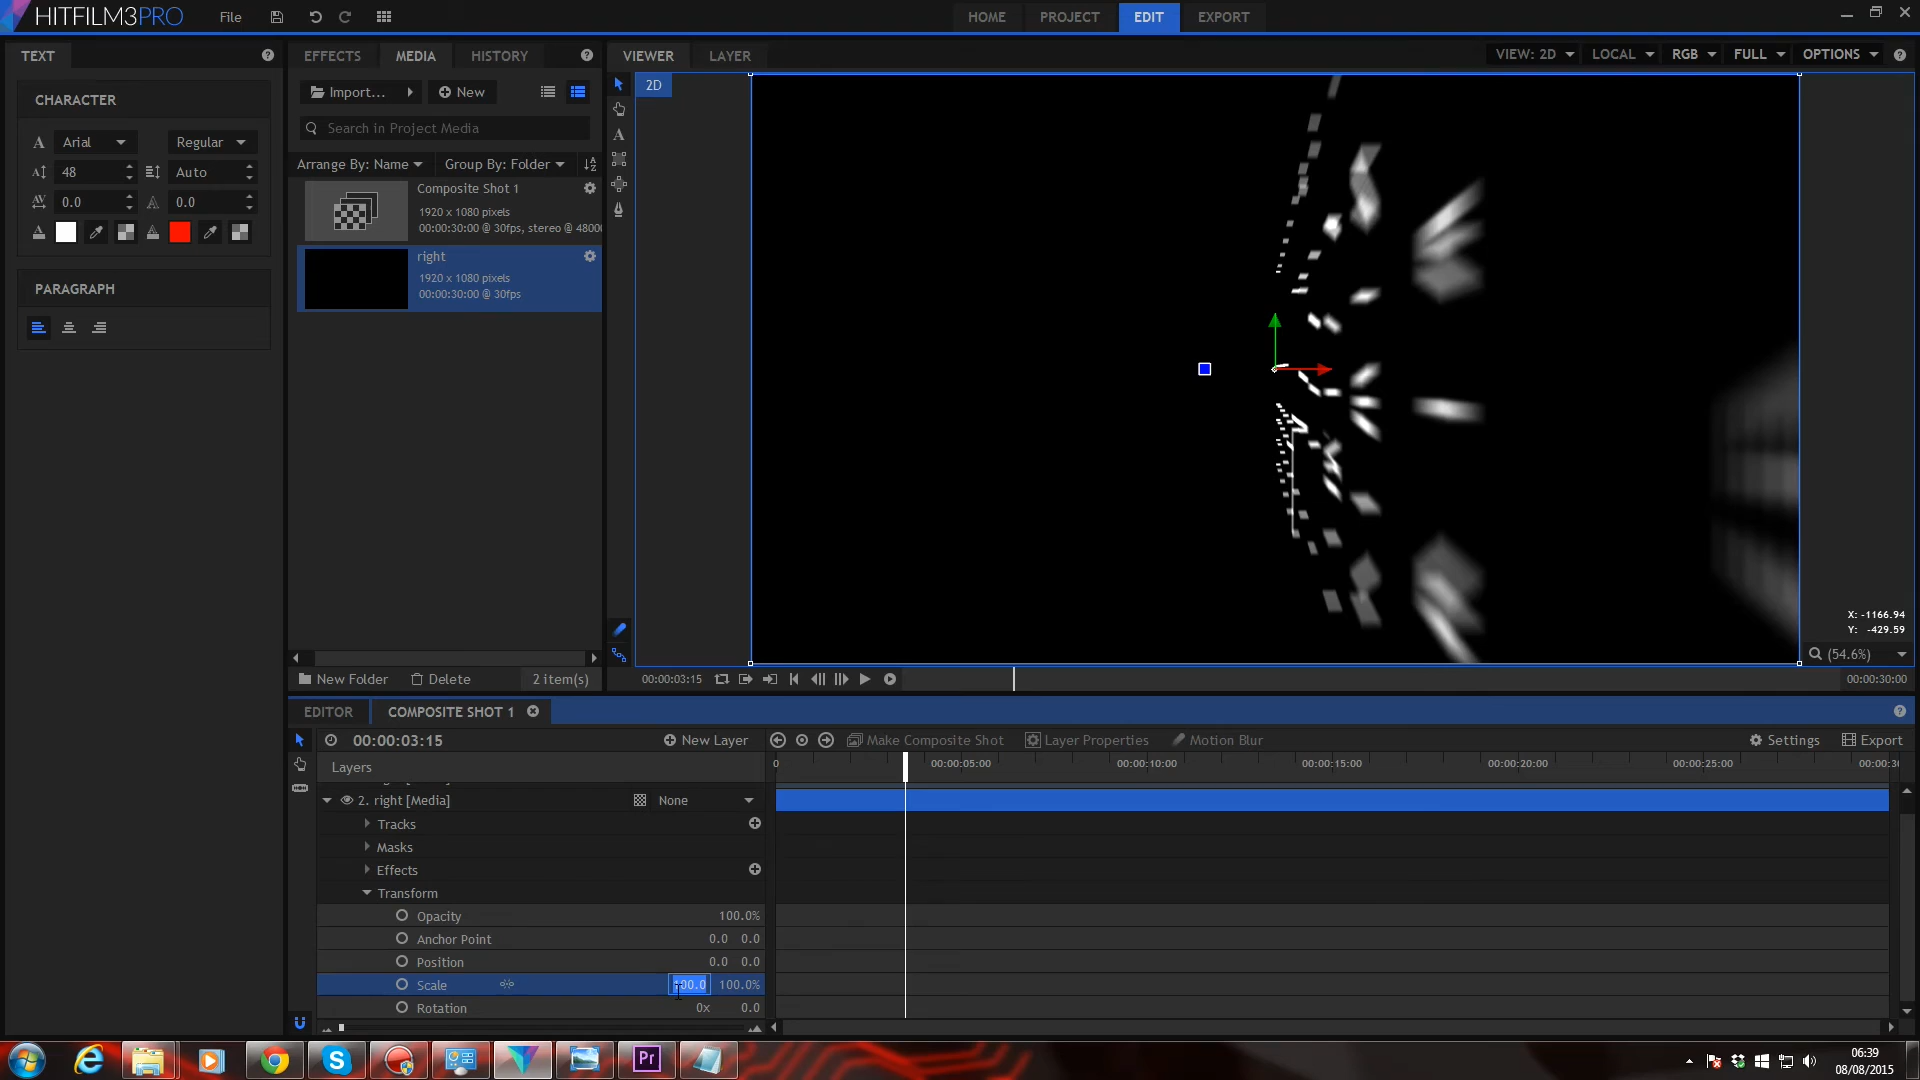 HITFILM3PRO
File
HOME
PROJECT
EDIT
EXPORT
TEXT
EFFECTS
MEDIA
HISTORY
VIEWER
LAYER
VIEW: 2D
LOCAL
RGB
FULL
OPTIONS
CHARACTER
Arial
Regular
48
Auto
0.0
0.0
PARAGRAPH
Import...
New
Search in Project Media
Arrange By: Name
Group By: Folder
Composite Shot 1
1920 x 1080 pixels
00:00:30:00 @ 30fps, stereo @ 4800
right
1920 x 1080 pixels
00:00:30:00 @ 30fps
New Folder
Delete
2 item(s)
2D
X: -1166.94
Y: -429.59
(54.6%)
00:00:03:15
00:00:30:00
EDITOR
COMPOSITE SHOT 1
00:00:03:15
New Layer
Make Composite Shot
Layer Properties
Motion Blur
Settings
Export
Layers
0
00:00:05:00
00:00:10:00
00:00:15:00
00:00:20:00
00:00:25:00
2. right [Media]
None
Tracks
Masks
Effects
Transform
Opacity
100.0%
Anchor Point
0.0 0.0
Position
0.0 0.0
Scale
100.0 100.0%
Rotation
0x 0.0
Pr
06:39
08/08/2015